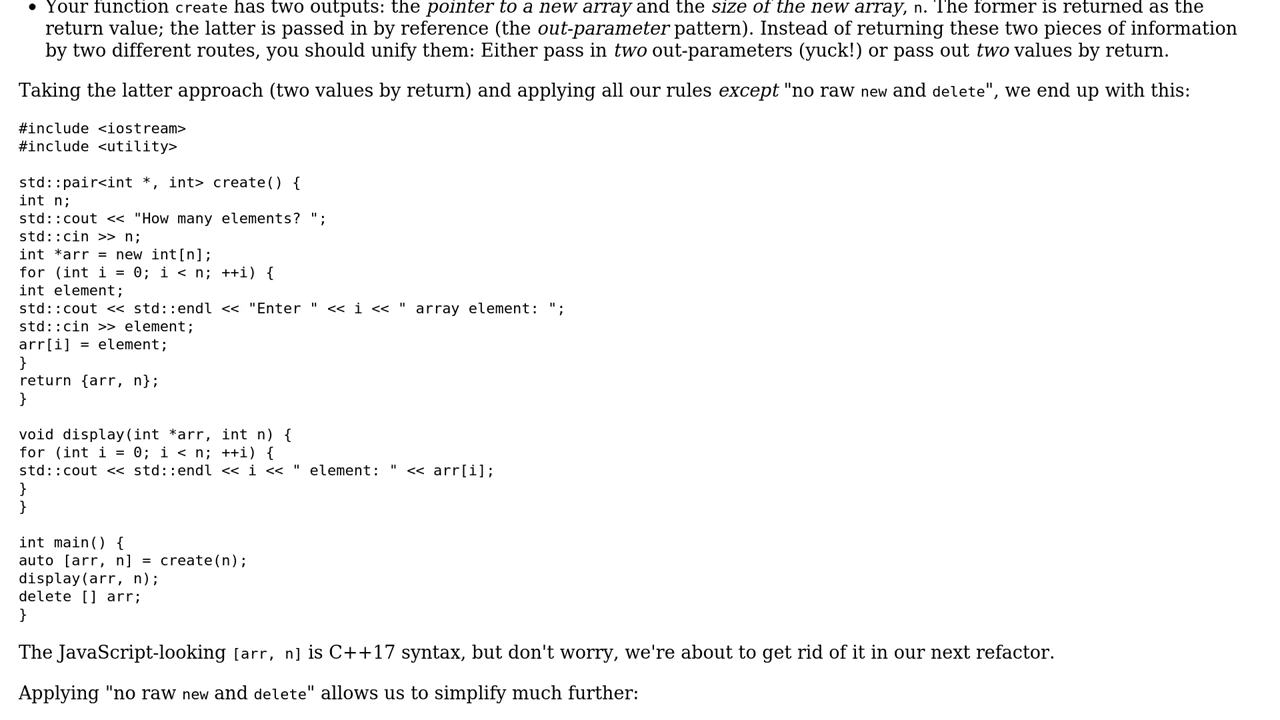 • Your function create has two outputs: the pointer to a new array and the size of the new array, n. The former is returned as the
return value; the latter is passed in by reference (the out-parameter pattern). Instead of returning these two pieces of information
by two different routes, you should unify them: Either pass in two out-parameters (yuck!) or pass out two values by return.
Taking the latter approach (two values by return) and applying all our rules except "no raw new and delete", we end up with this:
#include <iostream>
#include <utility>
std::pair<int *, int> create() {
int n;
std::cout << "How many elements? ";
std::cin >> n;
int *arr = new int[n];
for (int i = 0; i < n; ++i) {
int element;
std::cout << std::endl << "Enter " << i << " array element: ";
std::cin >> element;
arr[i] = element;
}
return {arr, n};
}
void display(int *arr, int n) {
for (int i = 0; i < n; ++i) {
std::cout << std::endl << i << " element: " << arr[i];
}
}
int main() {
auto [arr, n] = create(n);
display(arr, n);
delete [] arr;
}
The JavaScript-looking [arr, n] is C++17 syntax, but don't worry, we're about to get rid of it in our next refactor.
Applying "no raw new and delete" allows us to simplify much further: